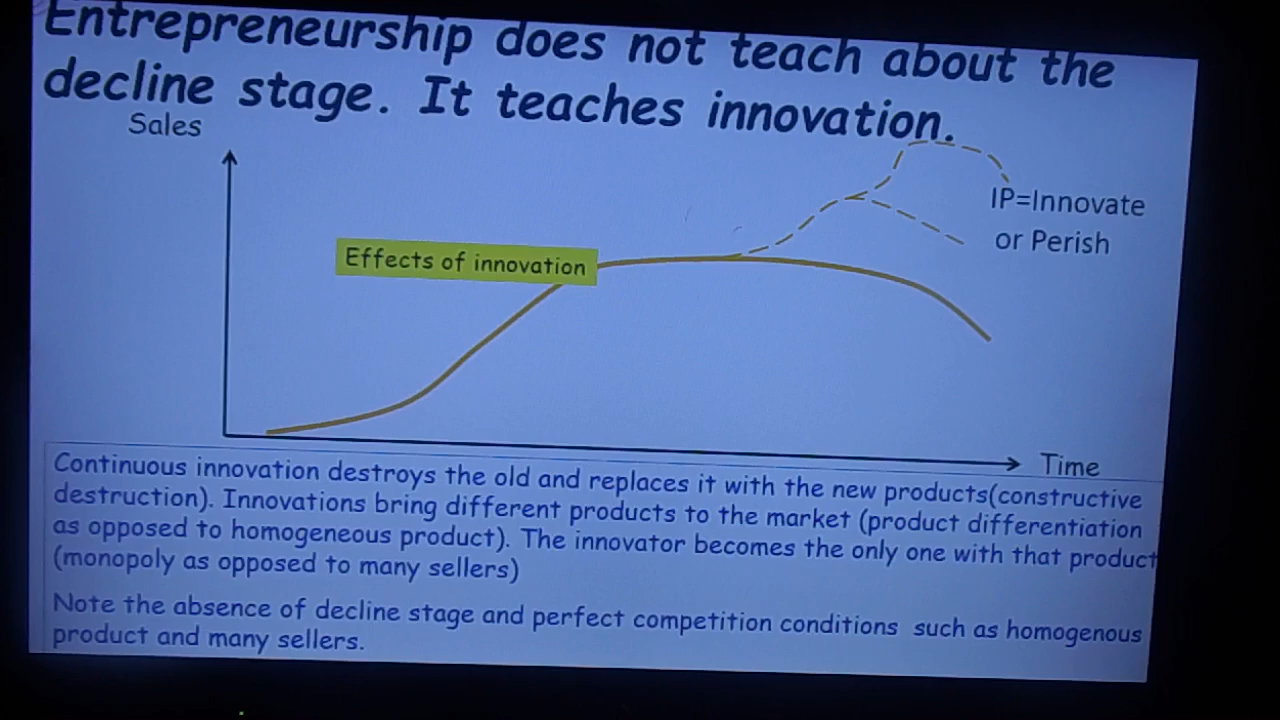 Entrepreneurship does not teach about the
decline stage. It teaches innovation.
Sales
IP=Innovate
or Perish
Effects of innovation
Time
Continuous innovation destroys the old and replaces it with the new products(constructive
destruction). Innovations bring different products to the market (product differentiation
as opposed to homogeneous product). The innovator becomes the only one with that product
(monopoly as opposed to many sellers)
Note the absence of decline stage and perfect competition conditions such as homogenous
product and many sellers.